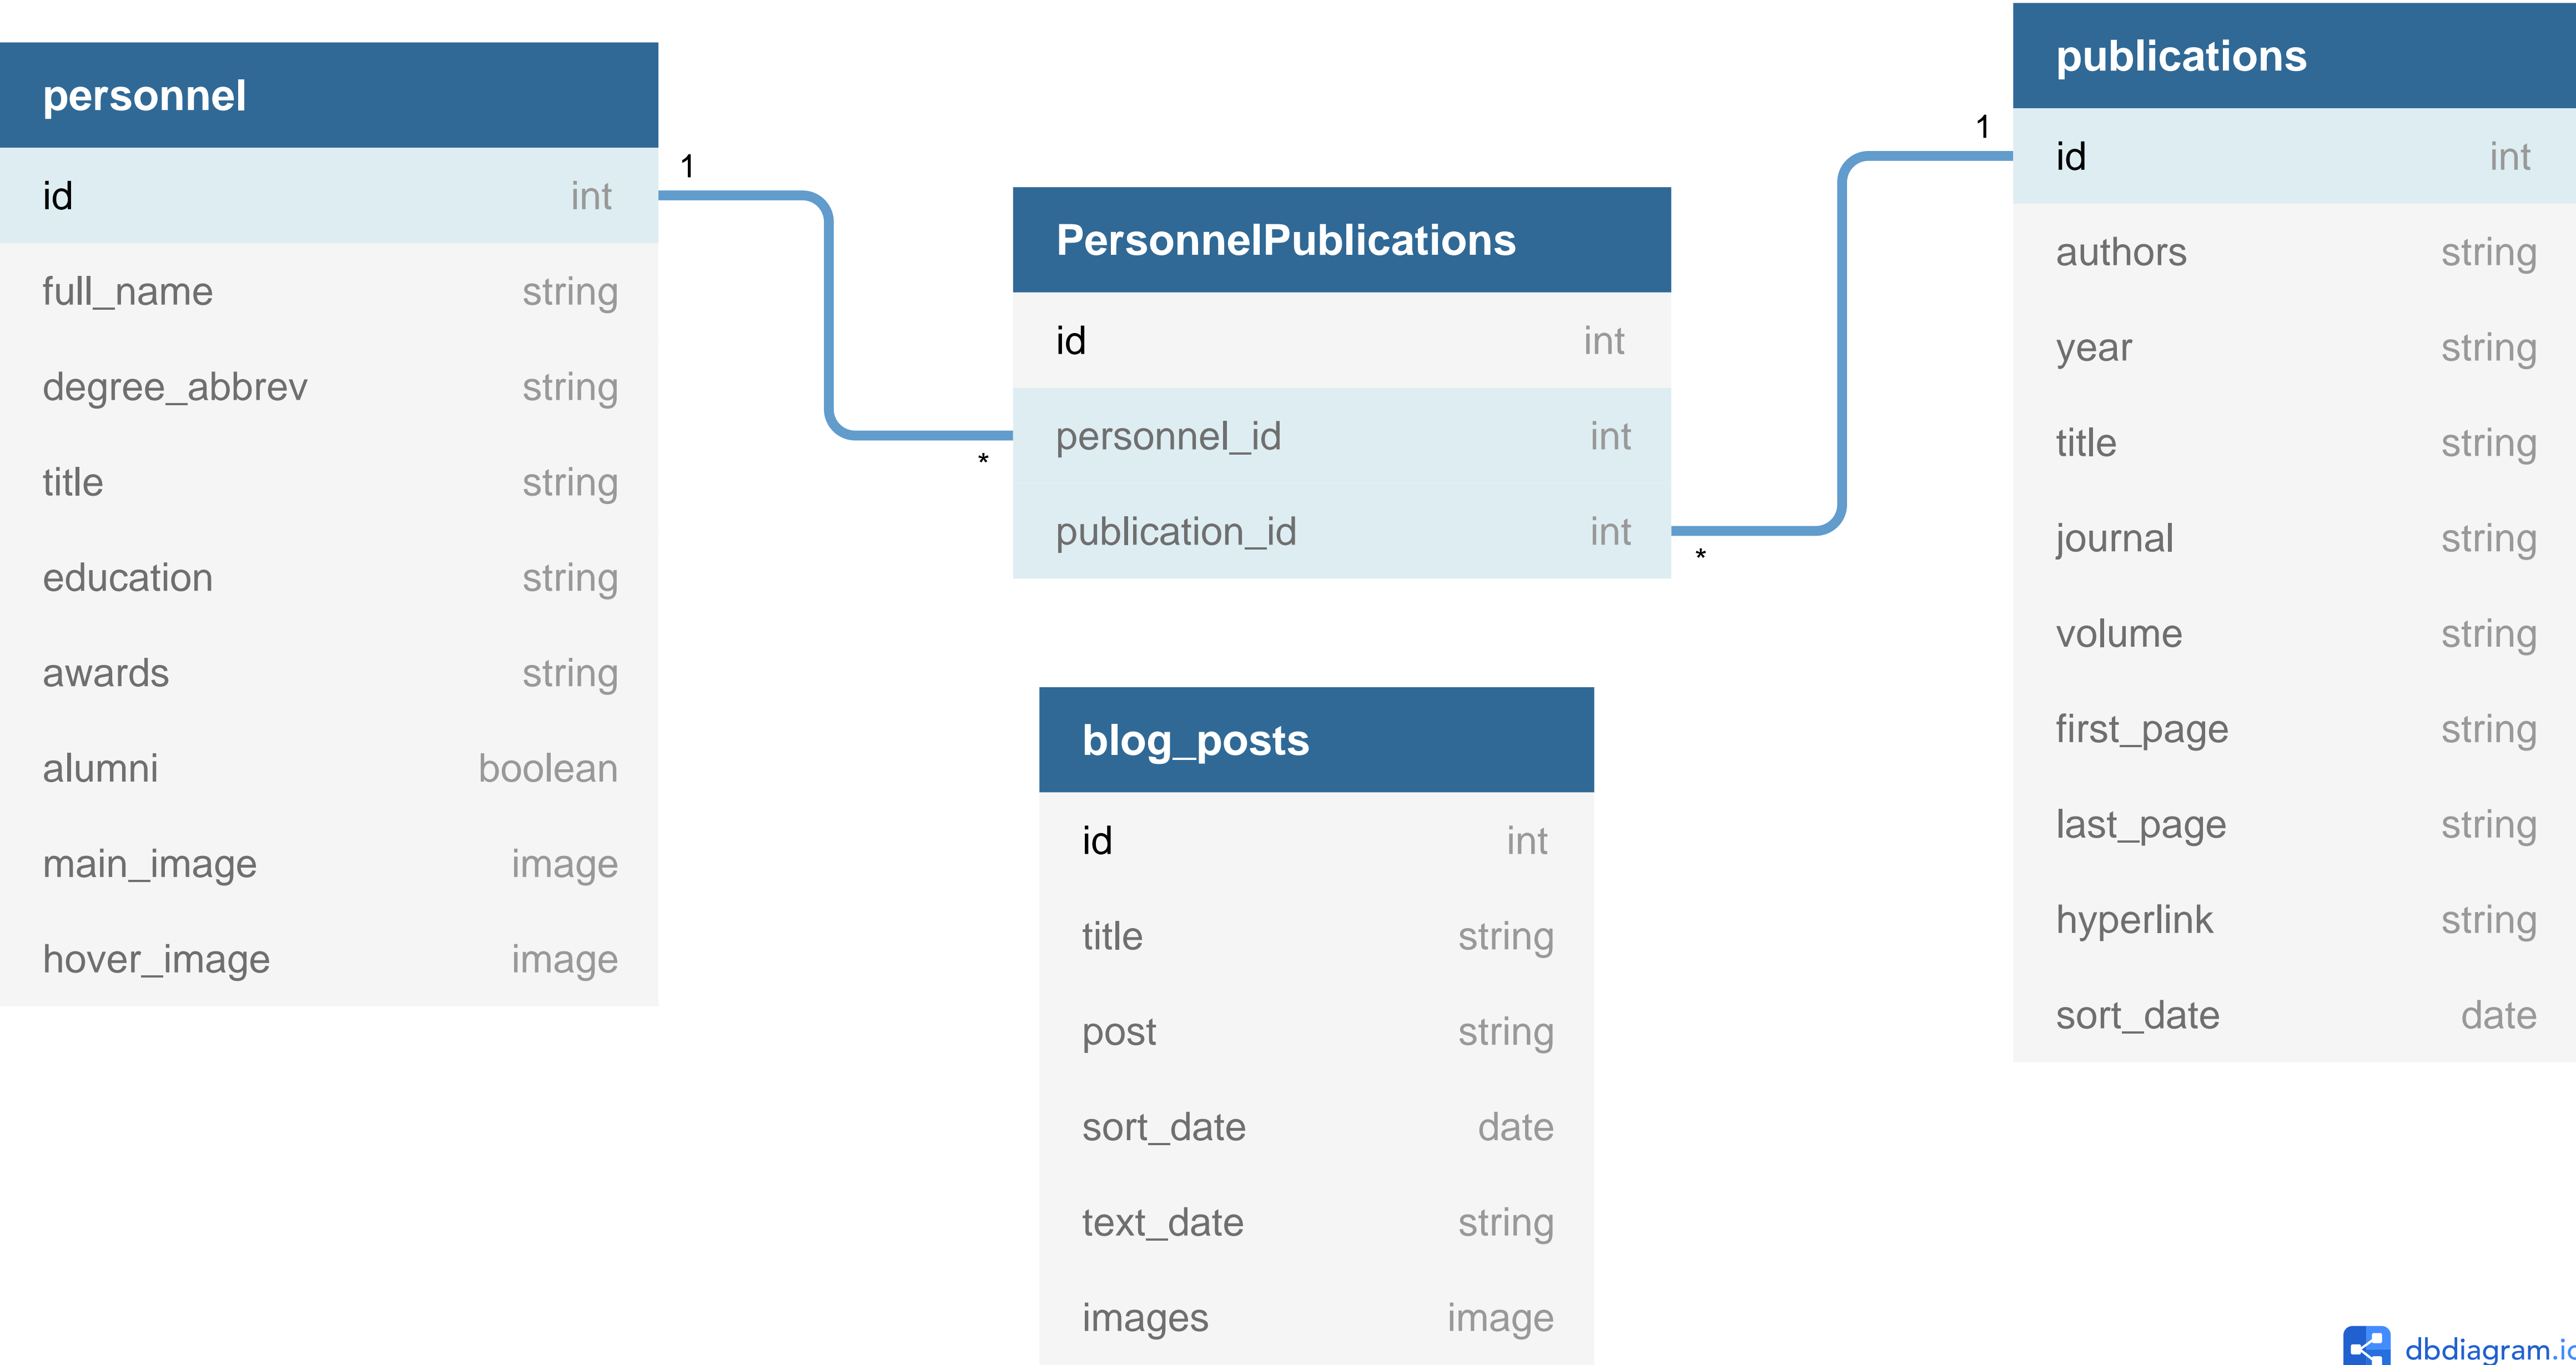 personnel
id int
full_name string
degree_abbrev string
title string
education string
awards string
alumni boolean
main_image image
hover_image image
1
*
PersonnelPublications
id int
personnel_id int
publication_id int
1
*
publications
id int
authors string
year string
title string
journal string
volume string
first_page string
last_page string
hyperlink string
sort_date date
blog_posts
id int
title string
post string
sort_date date
text_date string
images image
dbdiagram.io